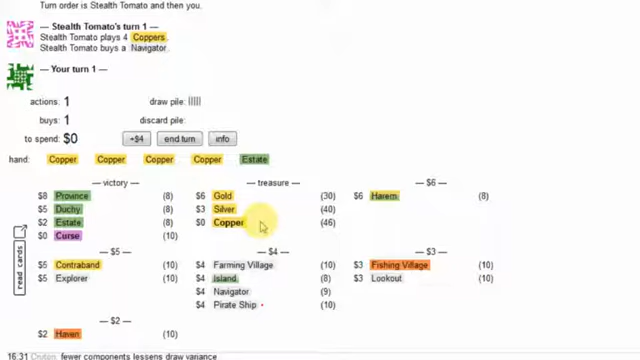 Turn order is Stealth Tomato and then you.
— Stealth Tomato's turn 1 —
Stealth Tomato plays 4 Coppers.
Stealth Tomato buys a Navigator.
— Your turn 1 —
actions: 1 draw pile:
buys: 1 discard pile:
to spend: $0 +$4 end turn info
hand: Copper Copper Copper Copper Estate
— victory — — treasure — — $6 —
$8 Province (8) $6 Gold (30) $6 Harem (8)
$5 Duchy (8) $3 Silver (40)
$2 Estate (8) $0 Copper (46)
$0 Curse (10)
read cards
— $5 — — $4 — — $3 —
$5 Contraband (10) $4 Farming Village (10) $3 Fishing Village (10)
$5 Explorer (10) $4 Island (8) $3 Lookout (10)
$4 Navigator (9)
$4 Pirate Ship (10)
— $2 —
$2 Haven (10)
16:31 Cruton: fewer components lessens draw variance